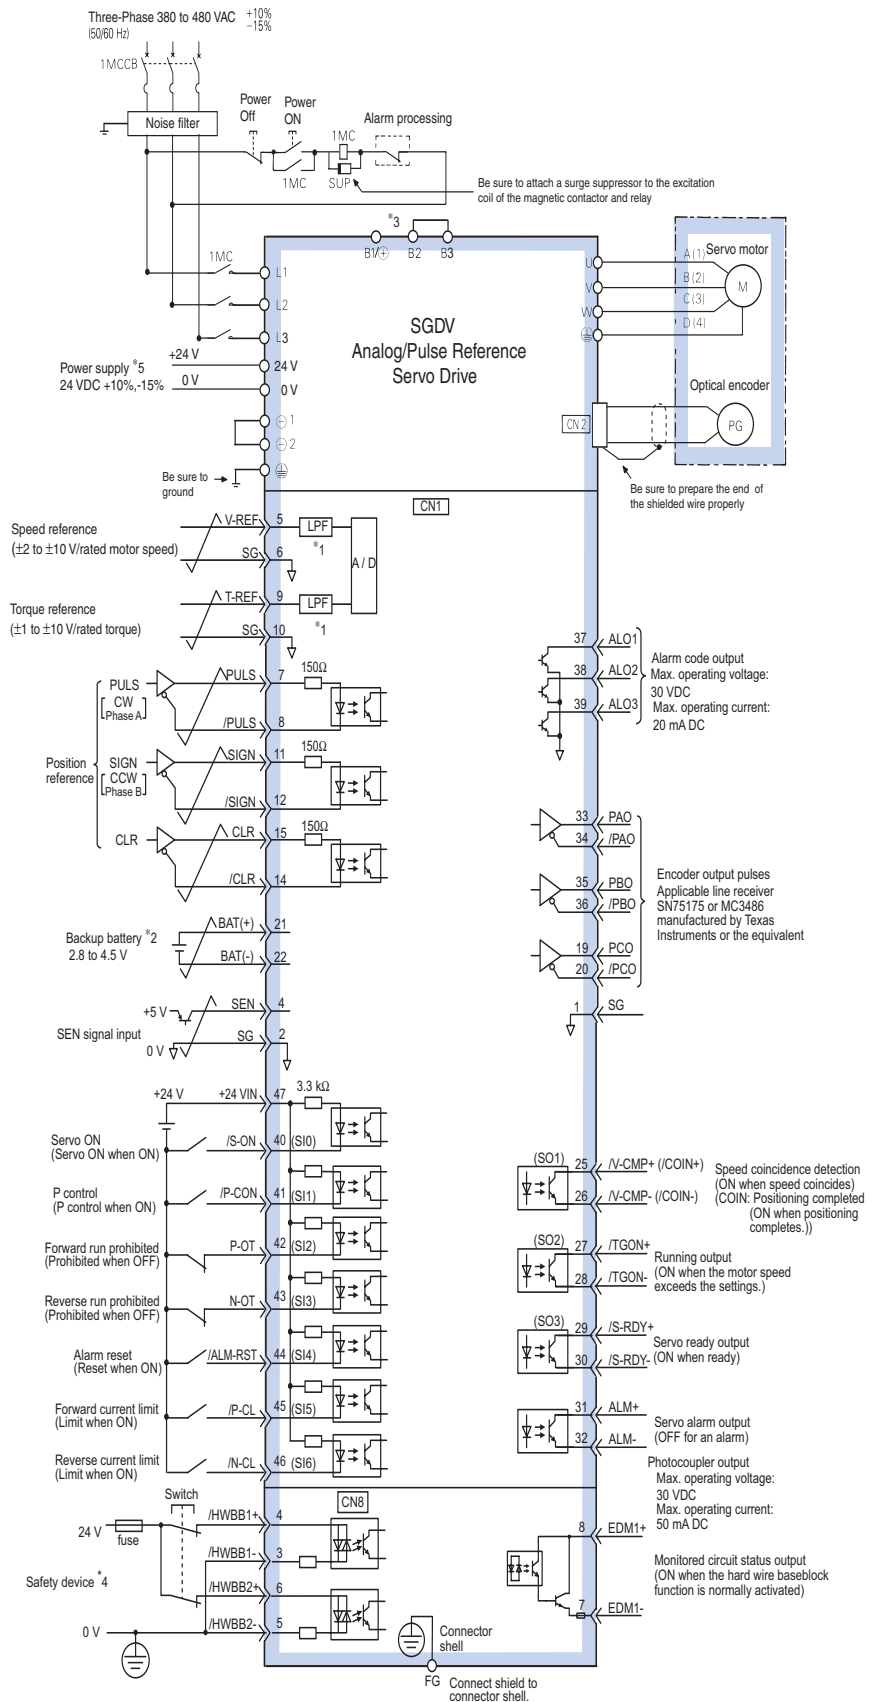 Three-Phase 380 to 480 VAC +10% -15%
(50/60 Hz)
1MCCB
Noise filter
Power Off
Power ON
Alarm processing
1MC
1MC
SUP
Be sure to attach a surge suppressor to the excitation
coil of the magnetic contactor and relay
*3
B1/⊕ B2 B3
1MC
L1
L2
L3
SGDV
Analog/Pulse Reference
Servo Drive
U
V
W
A (1)
B (2)
C (3)
D (4)
Servo motor
M
Power supply *5
24 VDC +10%,-15%
+24 V
0 V
24 V
0 V
⊖ 1
⊖ 2
Be sure to
ground
CN2
Optical encoder
PG
Be sure to prepare the end of
the shielded wire properly
CN1
Speed reference
(±2 to ±10 V/rated motor speed)
V-REF 5 LPF
*1
SG 6
A / D
Torque reference
(±1 to ±10 V/rated torque)
T-REF 9 LPF
*1
SG 10
Position
reference
PULS
CW
Phase A
PULS 7 150Ω
/PULS 8
SIGN
CCW
Phase B
SIGN 11 150Ω
/SIGN 12
CLR
CLR 15 150Ω
/CLR 14
37 ALO1
38 ALO2
39 ALO3
Alarm code output
Max. operating voltage:
30 VDC
Max. operating current:
20 mA DC
33 PAO
34 /PAO
35 PBO
36 /PBO
19 PCO
20 /PCO
Encoder output pulses
Applicable line receiver
SN75175 or MC3486
manufactured by Texas
Instruments or the equivalent
1 SG
Backup battery *2
2.8 to 4.5 V
BAT(+) 21
BAT(-) 22
SEN signal input
+5 V
0 V
SEN 4
SG 2
+24 V
+24 VIN 47 3.3 kΩ
Servo ON
(Servo ON when ON)
/S-ON 40 (SI0)
P control
(P control when ON)
/P-CON 41 (SI1)
Forward run prohibited
(Prohibited when OFF)
P-OT 42 (SI2)
Reverse run prohibited
(Prohibited when OFF)
N-OT 43 (SI3)
Alarm reset
(Reset when ON)
/ALM-RST 44 (SI4)
Forward current limit
(Limit when ON)
/P-CL 45 (SI5)
Reverse current limit
(Limit when ON)
/N-CL 46 (SI6)
(SO1)
25 /V-CMP+ (/COIN+)
26 /V-CMP- (/COIN-)
Speed coincidence detection
(ON when speed coincides)
(COIN: Positioning completed
(ON when positioning
completes.))
(SO2)
27 /TGON+
28 /TGON-
Running output
(ON when the motor speed
exceeds the settings.)
(SO3)
29 /S-RDY+
30 /S-RDY-
Servo ready output
(ON when ready)
31 ALM+
32 ALM-
Servo alarm output
(OFF for an alarm)
Photocoupler output
Max. operating voltage:
30 VDC
Max. operating current:
50 mA DC
CN8
Switch
24 V
fuse
Safety device *4
0 V
/HWBB1+ 4
/HWBB1- 3
/HWBB2+ 6
/HWBB2- 5
8 EDM1+
7 EDM1-
Monitored circuit status output
(ON when the hard wire baseblock
function is normally activated)
Connector
shell
FG
Connect shield to
connector shell.